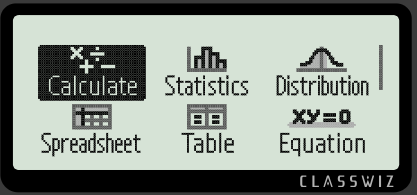 Calculate Statistics Distribution
xy=0
Spreadsheet Table Equation
CLASSWIZ